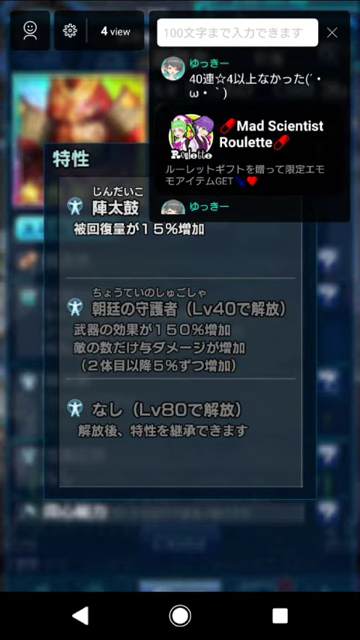 4 view
100文字まで入力できます
ゆっきー
40連☆4以上なかった(´・
ω・｀)
Mad Scientist
Roulette
Roulette
ルーレットギフトを贈って限定エモ
モアイテムGET
ゆっきー
特性
じんだいこ
陣太鼓
被回復量が15%増加
ちょうていのしゅごしゃ
朝廷の守護者（Lv40で解放）
武器の効果が150%増加
敵の数だけ与ダメージが増加
（2体目以降5%ずつ増加）
なし（Lv80で解放）
解放後、特性を継承できます